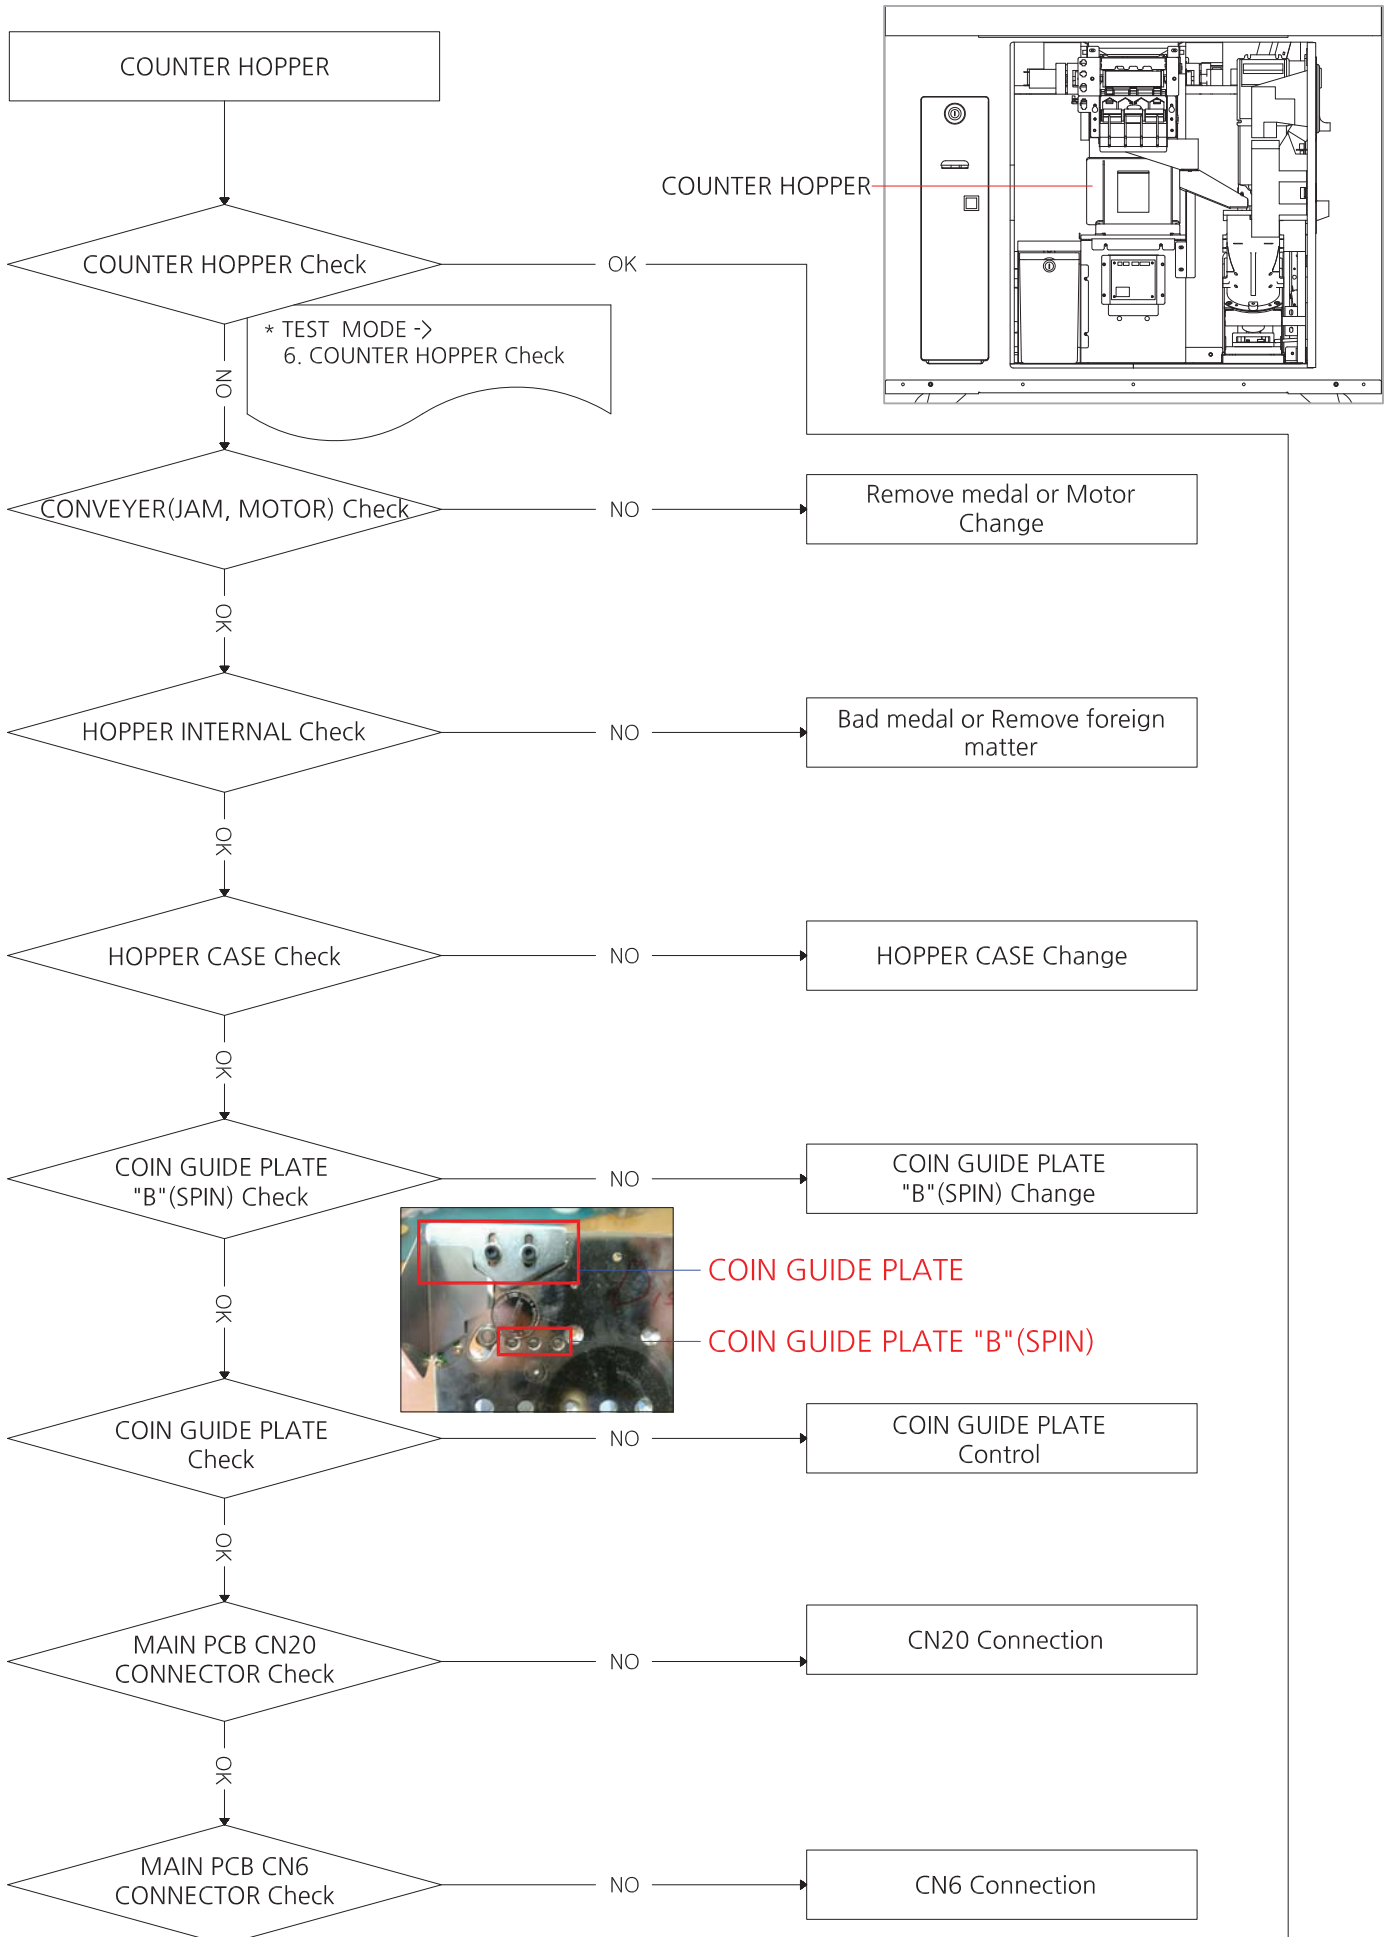 COUNTER HOPPER
COUNTER HOPPER
COUNTER HOPPER Check
OK
* TEST MODE ->
6. COUNTER HOPPER Check
NO
CONVEYER(JAM, MOTOR) Check
NO
Remove medal or Motor
Change
OK
HOPPER INTERNAL Check
NO
Bad medal or Remove foreign
matter
OK
HOPPER CASE Check
NO
HOPPER CASE Change
OK
COIN GUIDE PLATE
"B"(SPIN) Check
NO
COIN GUIDE PLATE
"B"(SPIN) Change
COIN GUIDE PLATE
COIN GUIDE PLATE "B"(SPIN)
OK
COIN GUIDE PLATE
Check
NO
COIN GUIDE PLATE
Control
OK
MAIN PCB CN20
CONNECTOR Check
NO
CN20 Connection
OK
MAIN PCB CN6
CONNECTOR Check
NO
CN6 Connection